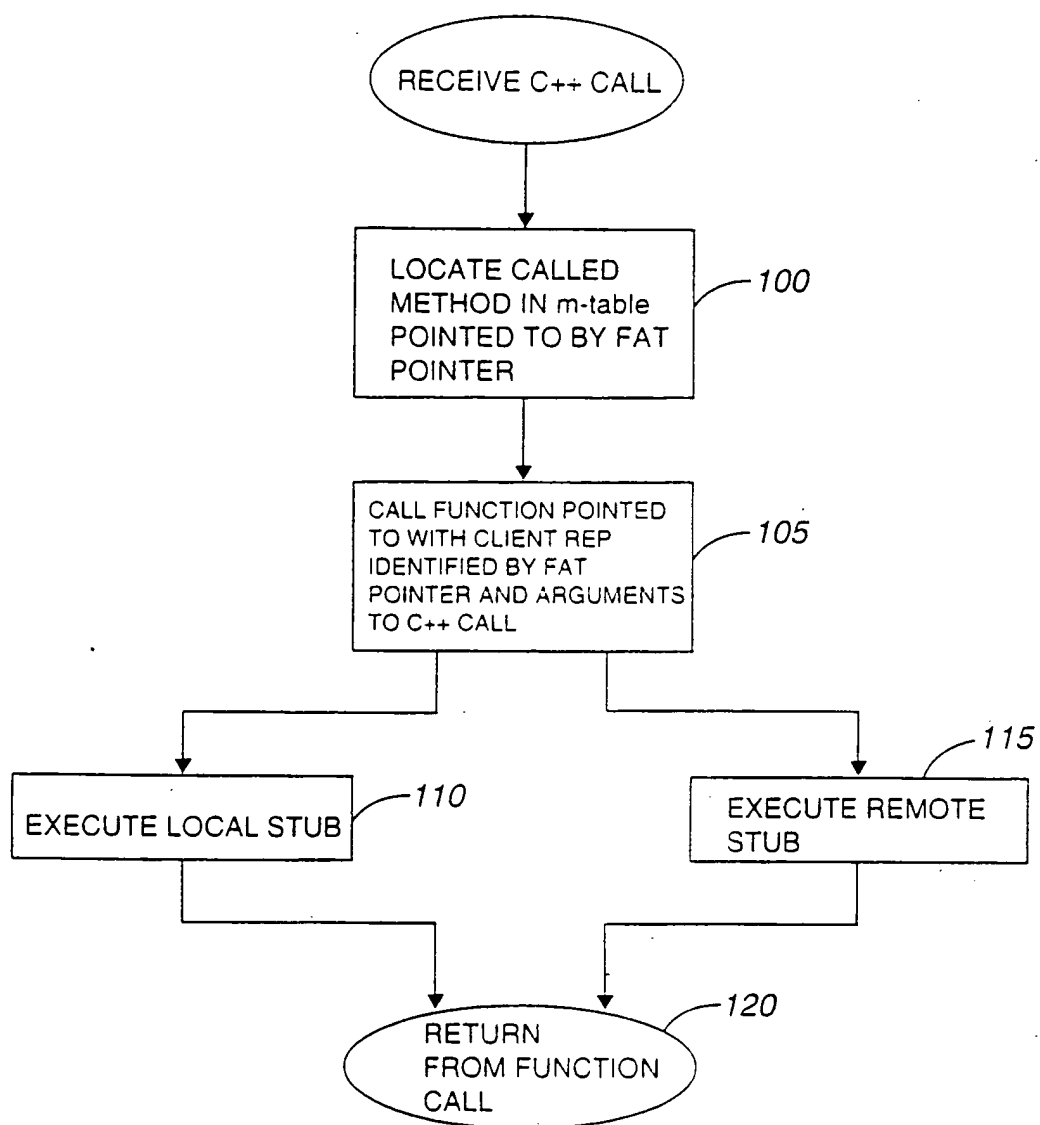 RECEIVE C++ CALL
LOCATE CALLED
METHOD IN m-table
POINTED TO BY FAT
POINTER
100
CALL FUNCTION POINTED
TO WITH CLIENT REP
IDENTIFIED BY FAT
POINTER AND ARGUMENTS
TO C++ CALL
105
EXECUTE LOCAL STUB
110
EXECUTE REMOTE
STUB
115
RETURN
FROM FUNCTION
CALL
120